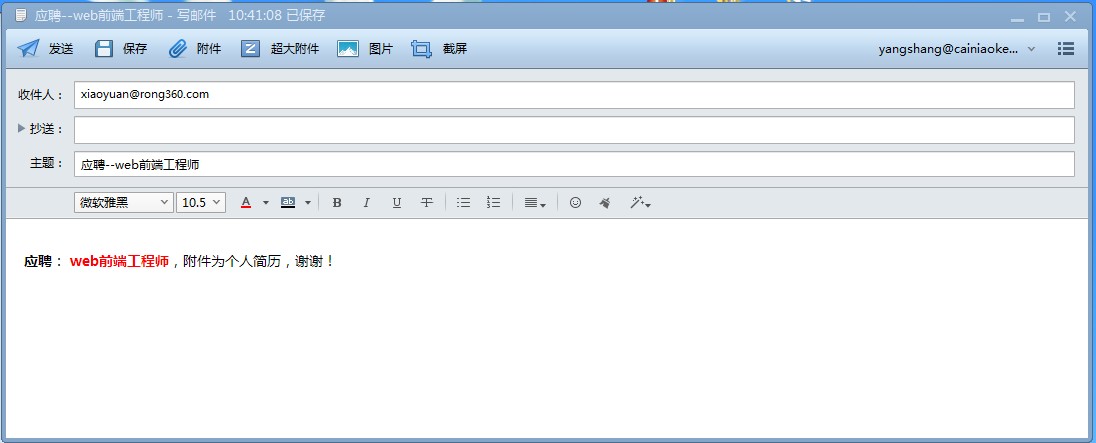 应聘--web前端工程师 - 写邮件 10:41:08 已保存
发送 保存 附件 超大附件 图片 截屏 yangshang@cainiaoke...
收件人： xiaoyuan@rong360.com
抄送：
主题： 应聘--web前端工程师
微软雅黑 10.5 A ab B I U T
应聘： web前端工程师，附件为个人简历，谢谢！